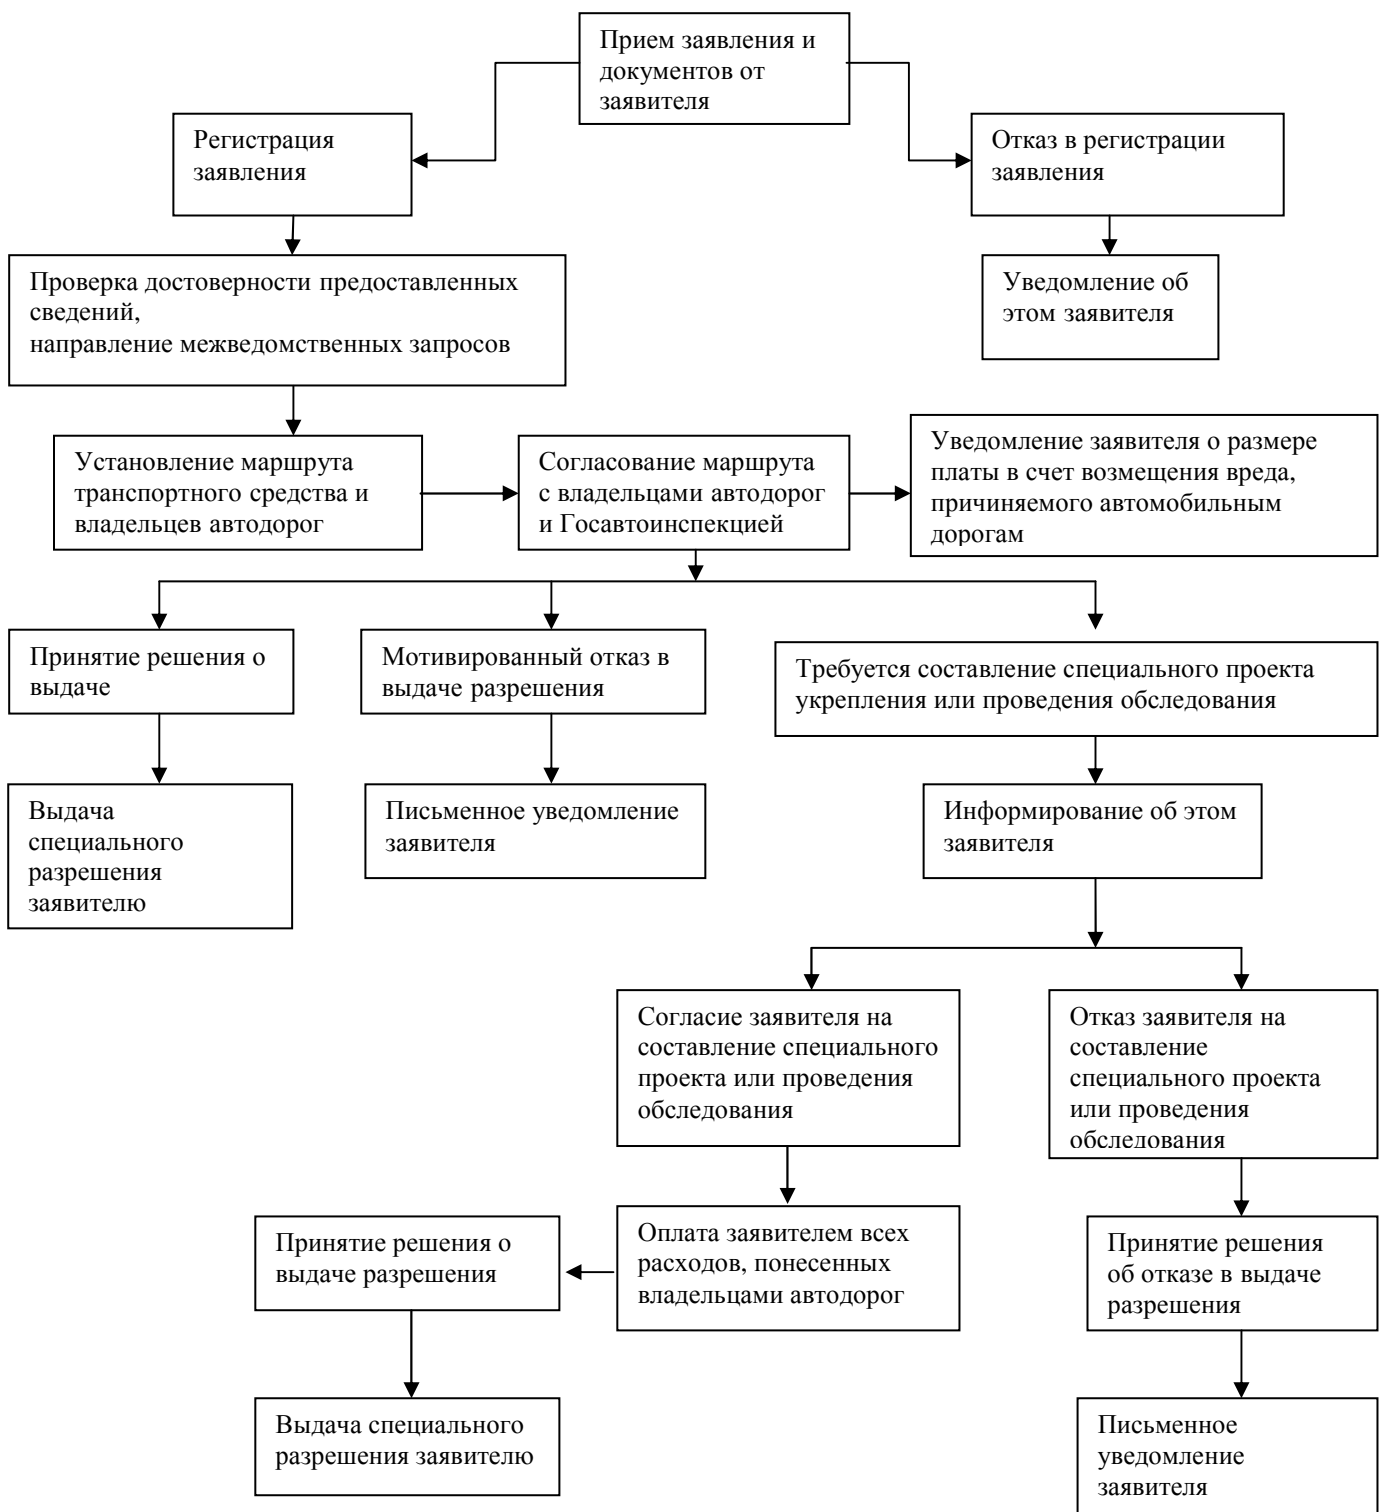 Прием заявления и
документов от
заявителя
Регистрация
заявления
Отказ в регистрации
заявления
Проверка достоверности предоставленных
сведений,
направление межведомственных запросов
Уведомление об
этом заявителя
Установление маршрута
транспортного средства и
владельцев автодорог
Согласование маршрута
с владельцами автодорог
и Госавтоинспекцией
Уведомление заявителя о размере
платы в счет возмещения вреда,
причиняемого автомобильным
дорогам
Принятие решения о
выдаче
Мотивированный отказ в
выдаче разрешения
Требуется составление специального проекта
укрепления или проведения обследования
Выдача
специального
разрешения
заявителю
Письменное уведомление
заявителя
Информирование об этом
заявителя
Согласие заявителя на
составление специального
проекта или проведения
обследования
Отказ заявителя на
составление
специального проекта
или проведения
обследования
Принятие решения о
выдаче разрешения
Оплата заявителем всех
расходов, понесенных
владельцами автодорог
Принятие решения
об отказе в выдаче
разрешения
Выдача специального
разрешения заявителю
Письменное
уведомление
заявителя